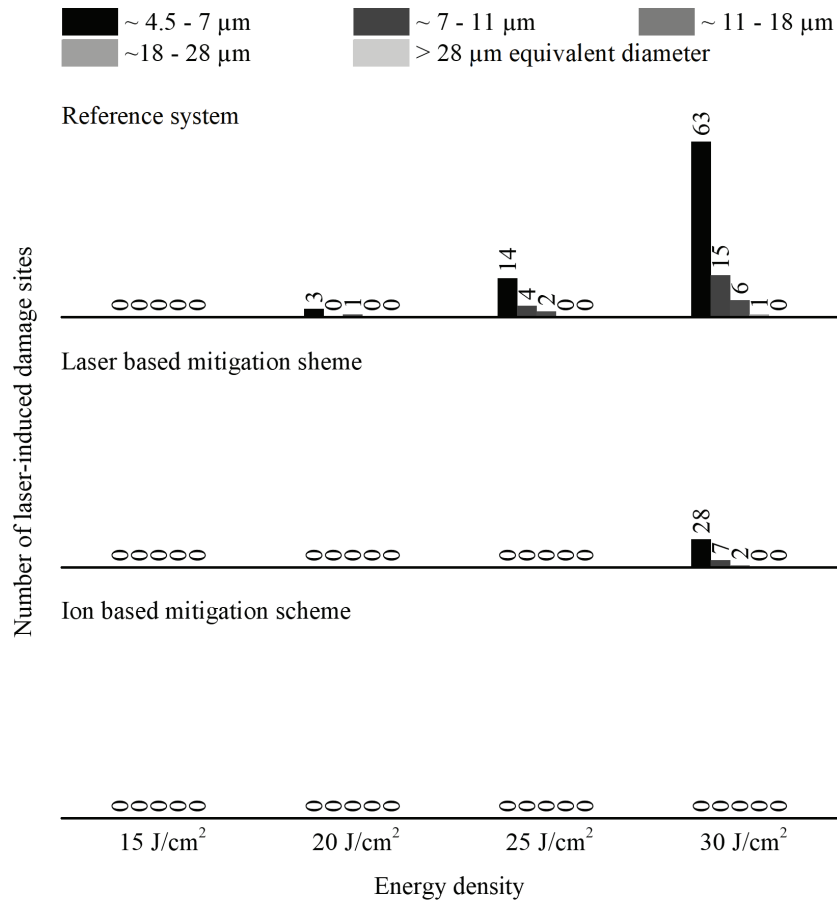 ~ 4.5 - 7 µm ~ 7 - 11 µm ~ 11 - 18 µm
~18 - 28 µm > 28 µm equivalent diameter
Reference system
0 0 0 0 0 3 0 1 0 0 14 4 2 0 0 63 15 6 1 0
Laser based mitigation sheme
0 0 0 0 0 0 0 0 0 0 0 0 0 0 0 28 7 2 0 0
Ion based mitigation scheme
0 0 0 0 0 0 0 0 0 0 0 0 0 0 0 0 0 0 0 0
15 J/cm² 20 J/cm² 25 J/cm² 30 J/cm²
Energy density
Number of laser-induced damage sites